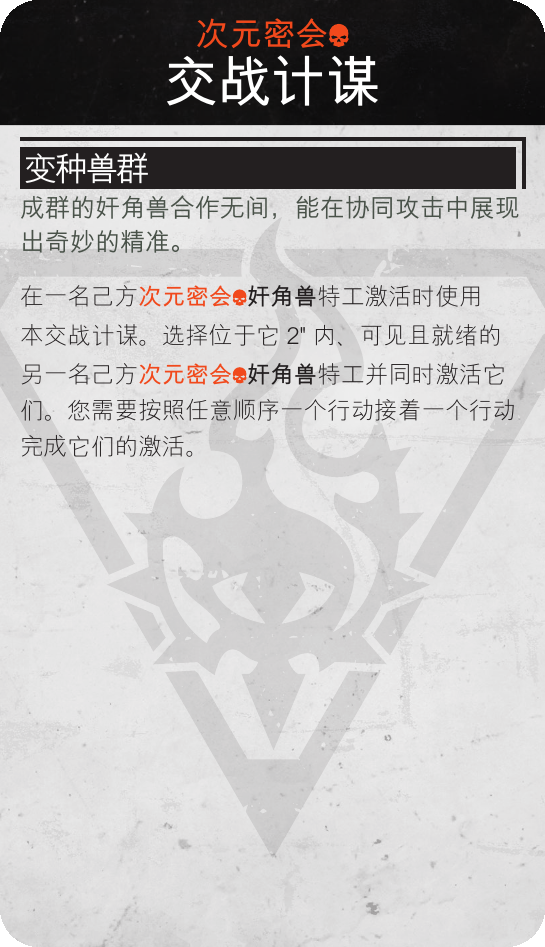 次元密会
交战计谋
变种兽群
成群的奸角兽合作无间，能在协同攻击中展现
出奇妙的精准。
在一名己方次元密会奸角兽特工激活时使用
本交战计谋。选择位于它 2" 内、可见且就绪的
另一名己方次元密会奸角兽特工并同时激活它
们。您需要按照任意顺序一个行动接着一个行动
完成它们的激活。